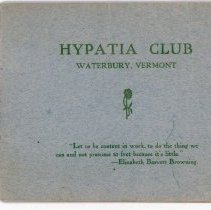 HYPATIA CLUB
WATERBURY, VERMONT
"Let us be content in work, to do the thing we
can and not presume to fret because it's little."
—Elizabeth Barrett Browning.